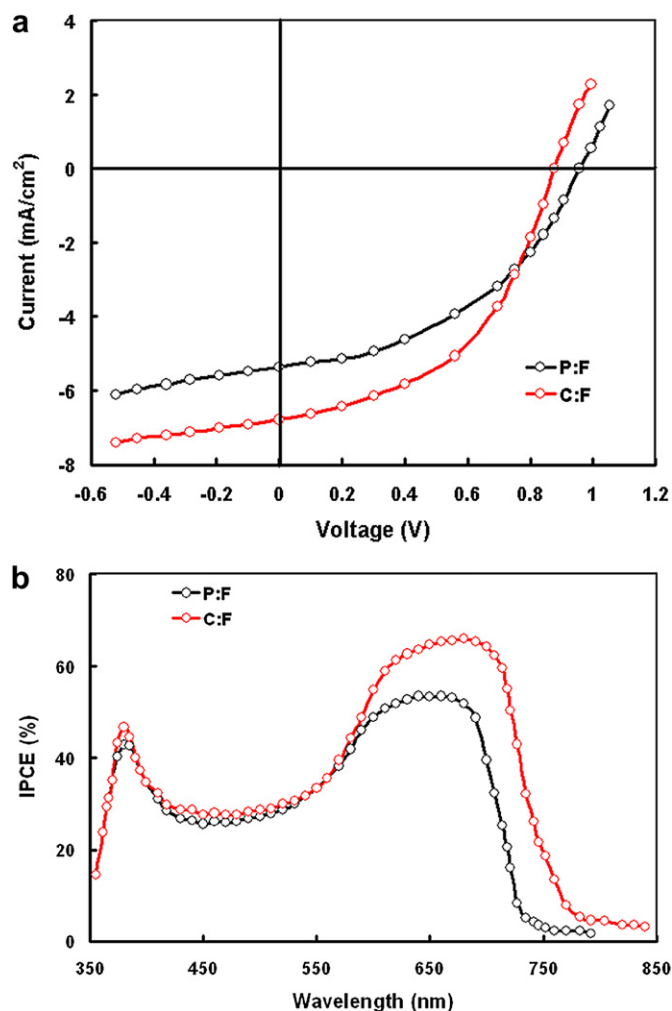 a
4
2
0
-2
-4
-6
-8
Current (mA/cm²)
P:F
C:F
-0.6 -0.4 -0.2 0 0.2 0.4 0.6 0.8 1 1.2
Voltage (V)
b
80
60
40
20
0
IPCE (%)
P:F
C:F
350 450 550 650 750 850
Wavelength (nm)